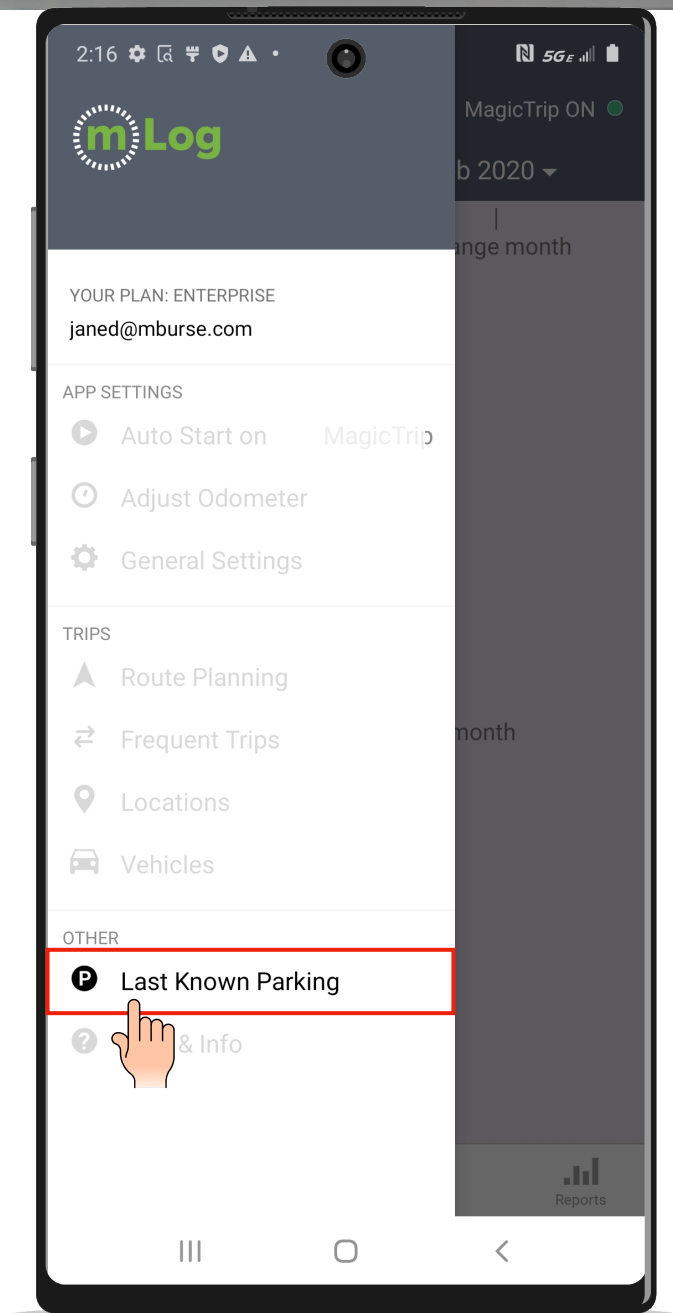 2:16
5GE
mLog
MagicTrip ON
b 2020
ange month
YOUR PLAN: ENTERPRISE
janed@mburse.com
APP SETTINGS
Auto Start on MagicTrip
Adjust Odometer
General Settings
TRIPS
Route Planning
Frequent Trips
month
Locations
Vehicles
OTHER
P Last Known Parking
? & Info
Reports